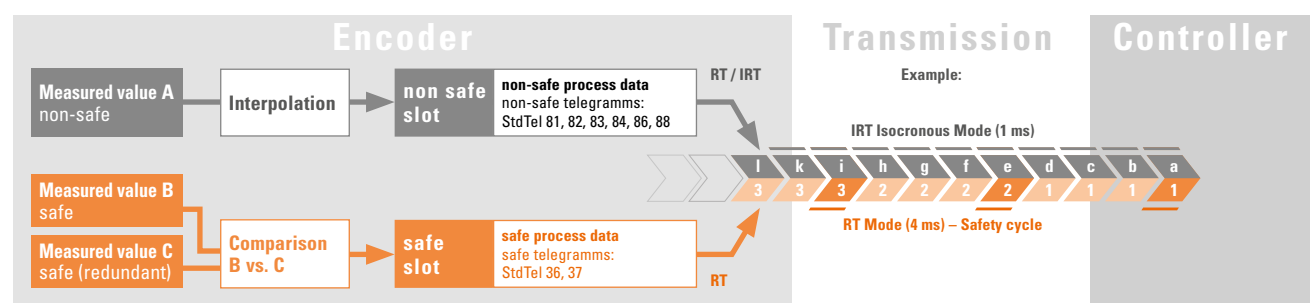 Encoder
Transmission
Controller
Measured value A
non-safe
Interpolation
non safe
slot
non-safe process data
non-safe telegramms:
StdTel 81, 82, 83, 84, 86, 88
RT / IRT
Example:
IRT Isocronous Mode (1 ms)
l k i h g f e d c b a
3 3 3 2 2 2 2 1 1 1 1
RT Mode (4 ms) – Safety cycle
Measured value B
safe
Measured value C
safe (redundant)
Comparison
B vs. C
safe
slot
safe process data
safe telegramms:
StdTel 36, 37
RT